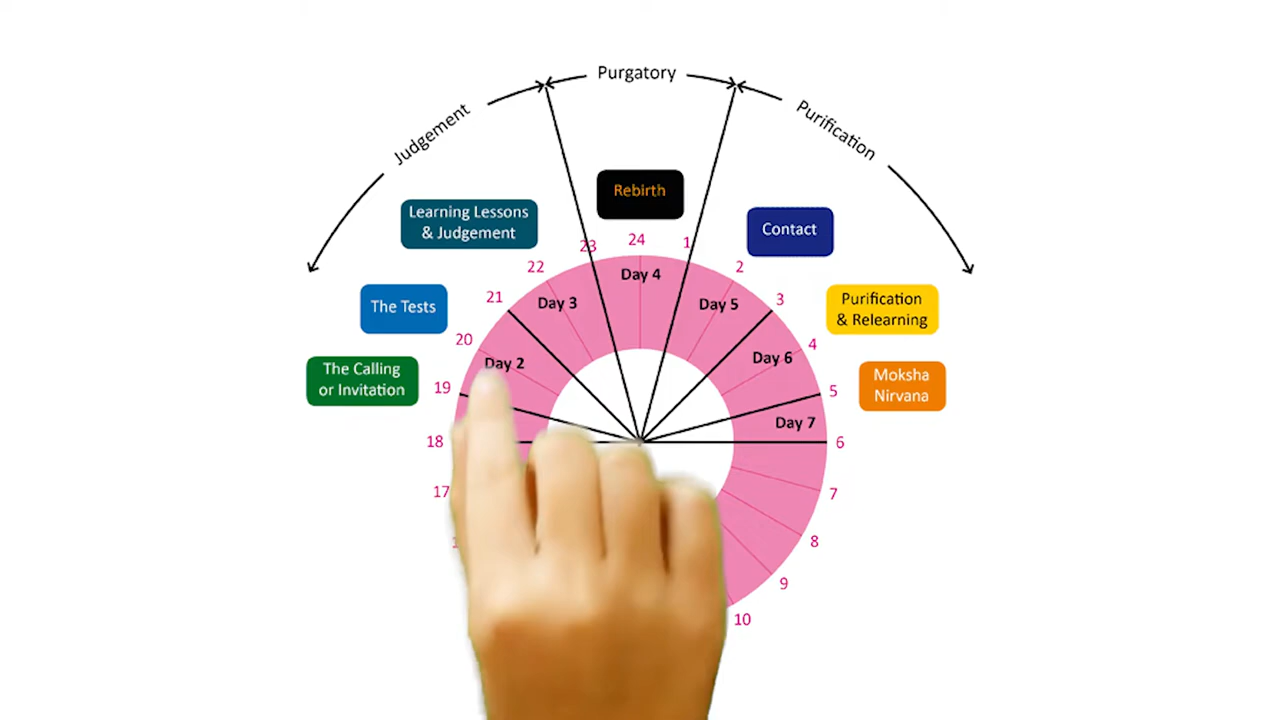 Purgatory
Judgement
Purification
Rebirth
Learning Lessons
& Judgement
Contact
The Tests
Purification
& Relearning
The Calling
or Invitation
Moksha
Nirvana
23
24
1
22
2
21
3
20
4
19
5
18
6
17
7
8
9
10
Day 4
Day 3
Day 5
Day 2
Day 6
Day 7